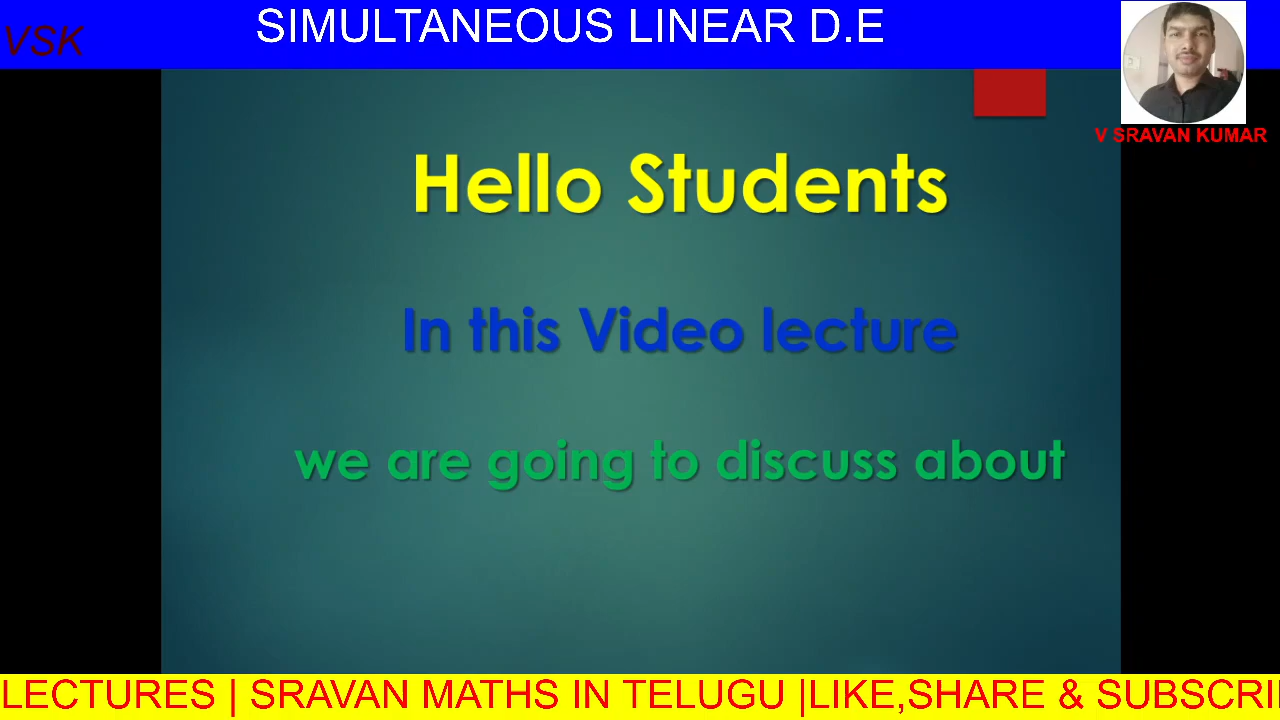 SIMULTANEOUS LINEAR D.E
VSK
V SRAVAN KUMAR
Hello Students
In this Video lecture
we are going to discuss about
LECTURES | SRAVAN MATHS IN TELUGU |LIKE,SHARE & SUBSCRI